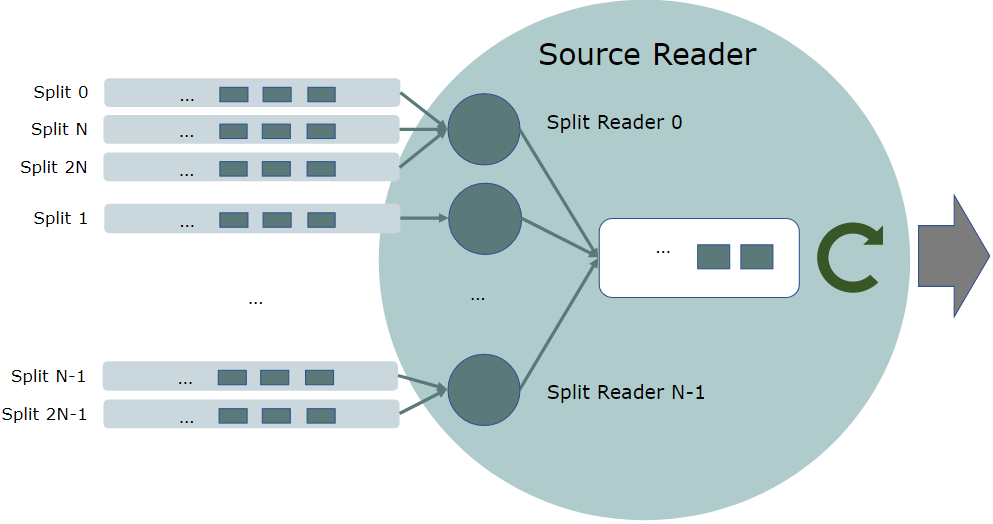 Source Reader
Split 0
...
Split N
...
Split 2N
...
Split Reader 0
Split 1
...
...
...
...
Split N-1
...
Split 2N-1
...
Split Reader N-1